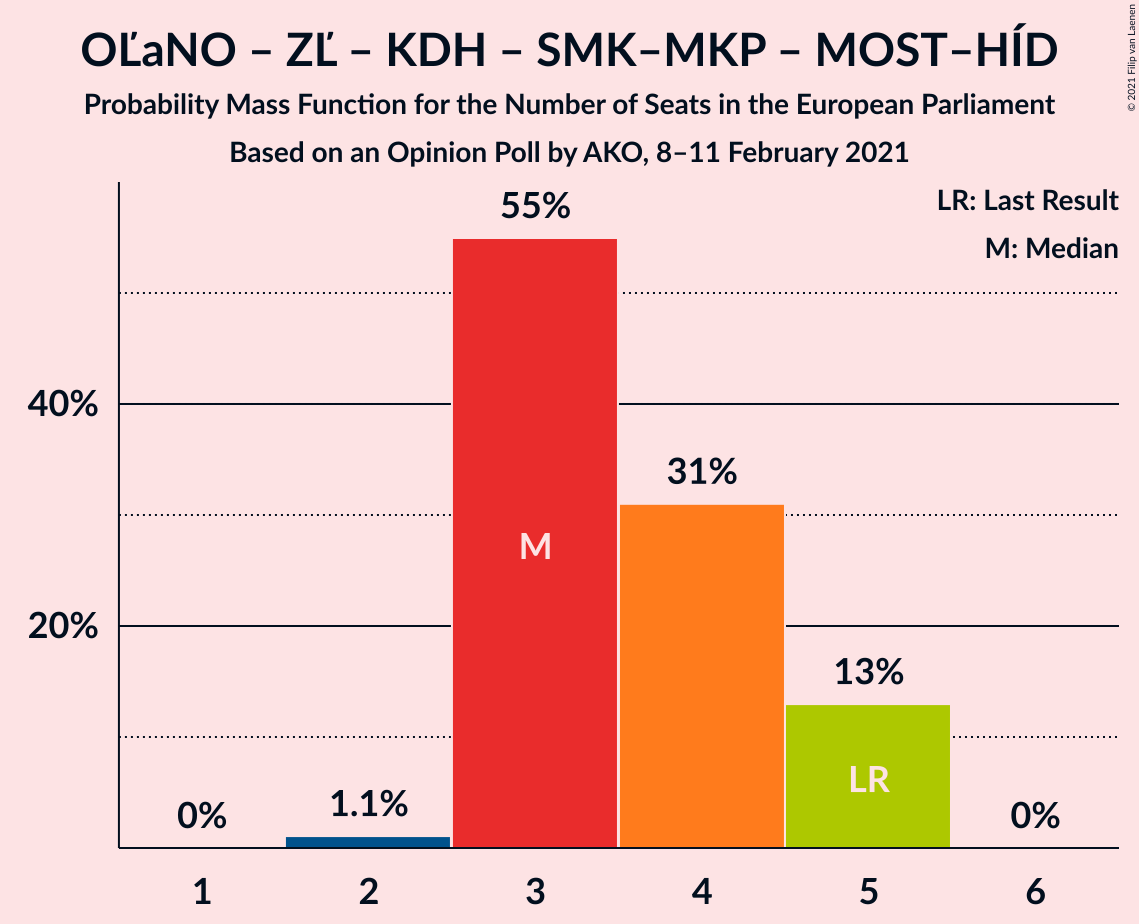 OĽaNO – ZĽ – KDH – SMK–MKP – MOST–HÍD
Probability Mass Function for the Number of Seats in the European Parliament
Based on an Opinion Poll by AKO, 8–11 February 2021
© 2021 Filip van Laenen
LR: Last Result
M: Median
55%
40%
31%
M
20%
13%
LR
1.1%
0%
0%
1
2
3
4
5
6